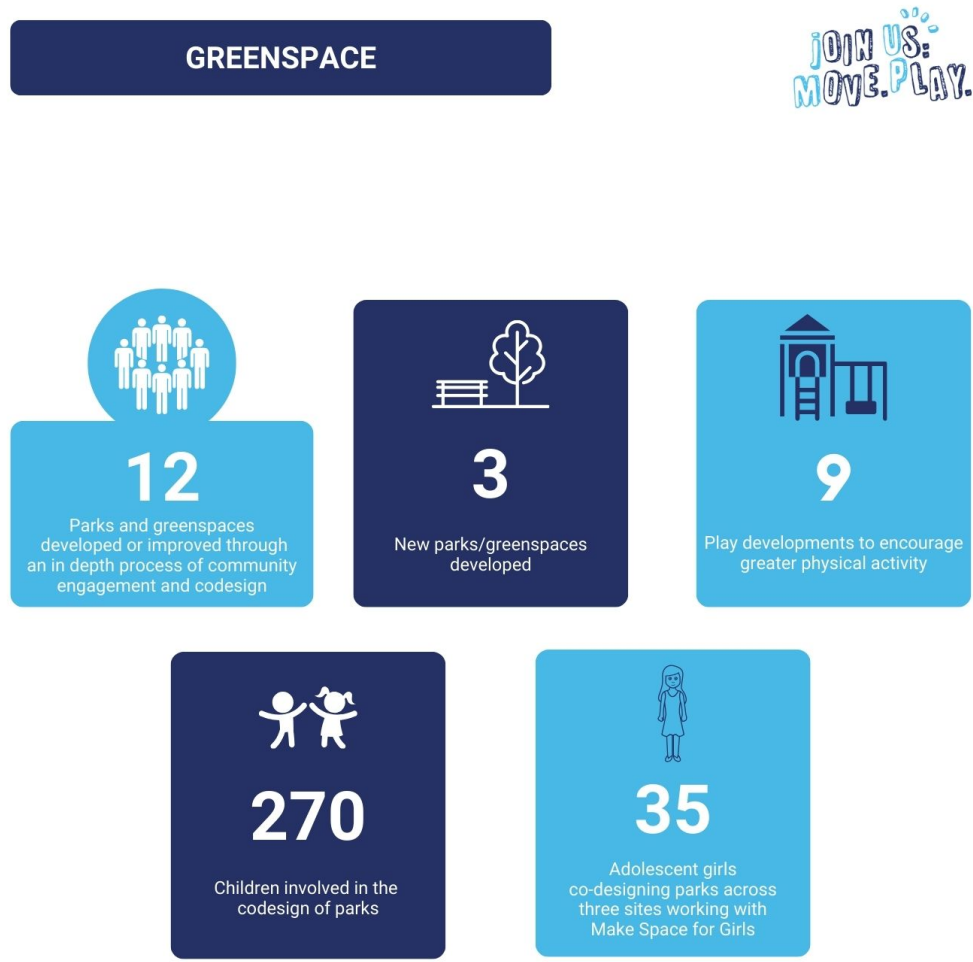 GREENSPACE
JOIN US:
MOVE.PLAY.
12
Parks and greenspaces
developed or improved through
an in depth process of community
engagement and codesign
3
New parks/greenspaces
developed
9
Play developments to encourage
greater physical activity
270
Children involved in the
codesign of parks
35
Adolescent girls
co-designing parks across
three sites working with
Make Space for Girls